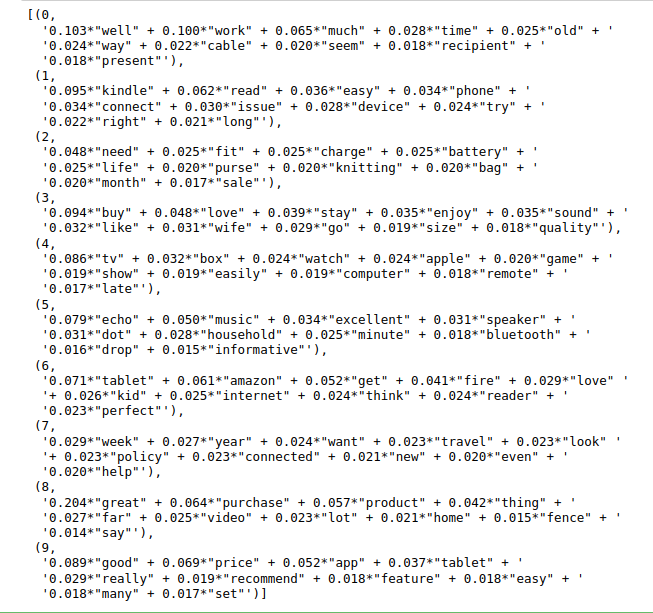 [(0,
'0.103*"well" + 0.100*"work" + 0.065*"much" + 0.028*"time" + 0.025*"old" + '
'0.024*"way" + 0.022*"cable" + 0.020*"seem" + 0.018*"recipient" + '
'0.018*"present"'),
(1,
'0.095*"kindle" + 0.062*"read" + 0.036*"easy" + 0.034*"phone" + '
'0.034*"connect" + 0.030*"issue" + 0.028*"device" + 0.024*"try" + '
'0.022*"right" + 0.021*"long"'),
(2,
'0.048*"need" + 0.025*"fit" + 0.025*"charge" + 0.025*"battery" + '
'0.025*"life" + 0.020*"purse" + 0.020*"knitting" + 0.020*"bag" + '
'0.020*"month" + 0.017*"sale"'),
(3,
'0.094*"buy" + 0.048*"love" + 0.039*"stay" + 0.035*"enjoy" + 0.035*"sound" + '
'0.032*"like" + 0.031*"wife" + 0.029*"go" + 0.019*"size" + 0.018*"quality"'),
(4,
'0.086*"tv" + 0.032*"box" + 0.024*"watch" + 0.024*"apple" + 0.020*"game" + '
'0.019*"show" + 0.019*"easily" + 0.019*"computer" + 0.018*"remote" + '
'0.017*"late"'),
(5,
'0.079*"echo" + 0.050*"music" + 0.034*"excellent" + 0.031*"speaker" + '
'0.031*"dot" + 0.028*"household" + 0.025*"minute" + 0.018*"bluetooth" + '
'0.016*"drop" + 0.015*"informative"'),
(6,
'0.071*"tablet" + 0.061*"amazon" + 0.052*"get" + 0.041*"fire" + 0.029*"love" '
'+ 0.026*"kid" + 0.025*"internet" + 0.024*"think" + 0.024*"reader" + '
'0.023*"perfect"'),
(7,
'0.029*"week" + 0.027*"year" + 0.024*"want" + 0.023*"travel" + 0.023*"look" '
'+ 0.023*"policy" + 0.023*"connected" + 0.021*"new" + 0.020*"even" + '
'0.020*"help"'),
(8,
'0.204*"great" + 0.064*"purchase" + 0.057*"product" + 0.042*"thing" + '
'0.027*"far" + 0.025*"video" + 0.023*"lot" + 0.021*"home" + 0.015*"fence" + '
'0.014*"say"'),
(9,
'0.089*"good" + 0.069*"price" + 0.052*"app" + 0.037*"tablet" + '
'0.029*"really" + 0.019*"recommend" + 0.018*"feature" + 0.018*"easy" + '
'0.018*"many" + 0.017*"set"')]